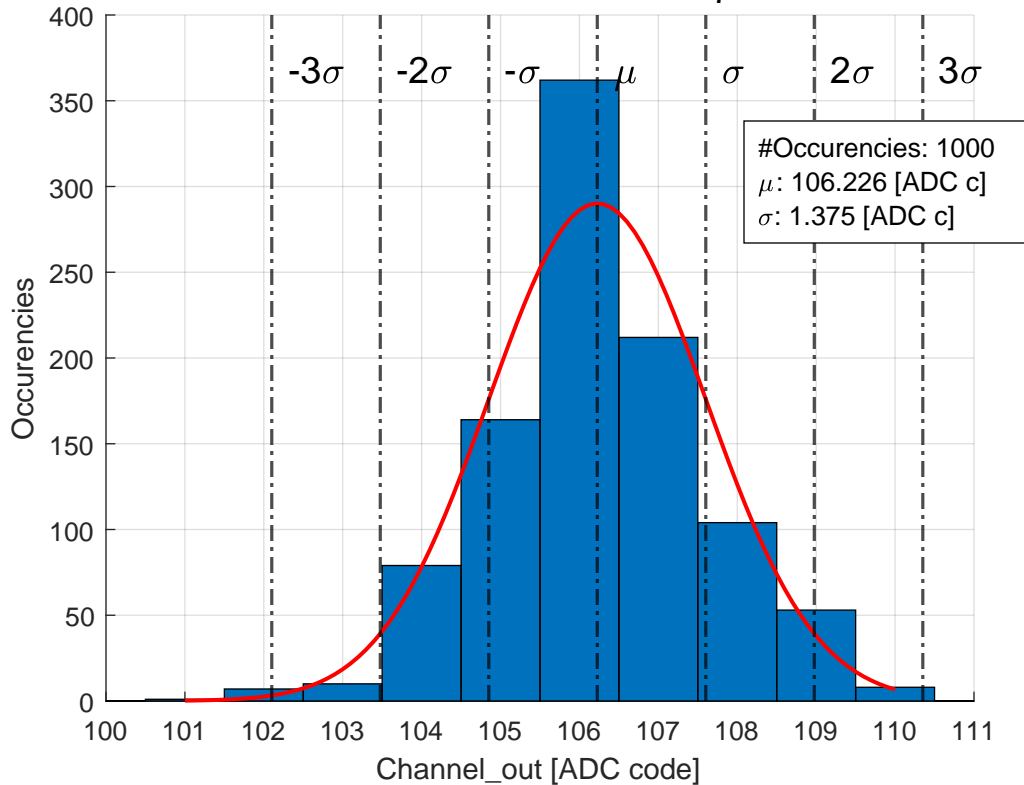 400
350
300
250
200
150
100
50
0
Occurencies
-3σ -2σ -σ μ σ 2σ 3σ
#Occurencies: 1000
μ: 106.226 [ADC c]
σ: 1.375 [ADC c]
100 101 102 103 104 105 106 107 108 109 110 111
Channel_out [ADC code]